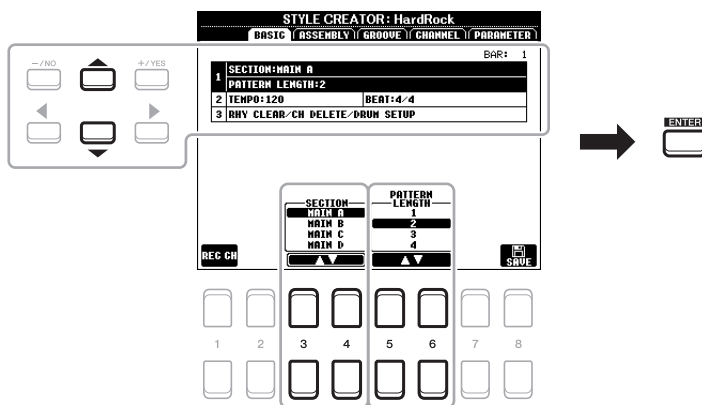 STYLE CREATOR: HardRock
BASIC ASSEMBLY GROOVE CHANNEL PARAMETER
BAR: 1
-/NO +/YES
1 SECTION:MAIN A
PATTERN LENGTH:2
2 TEMPO:120 BEAT:4/4
3 RHY CLEAR/CH DELETE/DRUM SETUP
ENTER
SECTION
MAIN A
MAIN B
MAIN C
MAIN D
PATTERN LENGTH
1
2
3
4
REC CH
SAVE
1 2 3 4 5 6 7 8